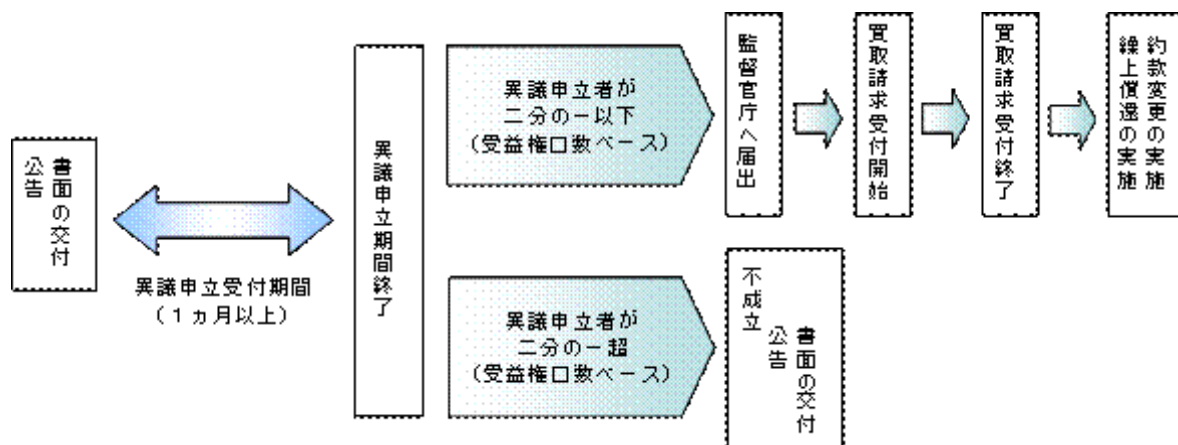 書面の交付
公告
異議申立受付期間
（１ヵ月以上）
異議申立期間終了
異議申立者が
二分の一以下
（受益権口数ベース）
監督官庁へ届出
買取請求受付開始
買取請求受付終了
約款変更の実施
繰上償還の実施
異議申立者が
二分の一超
（受益権口数ベース）
不成立
書面の交付
公告